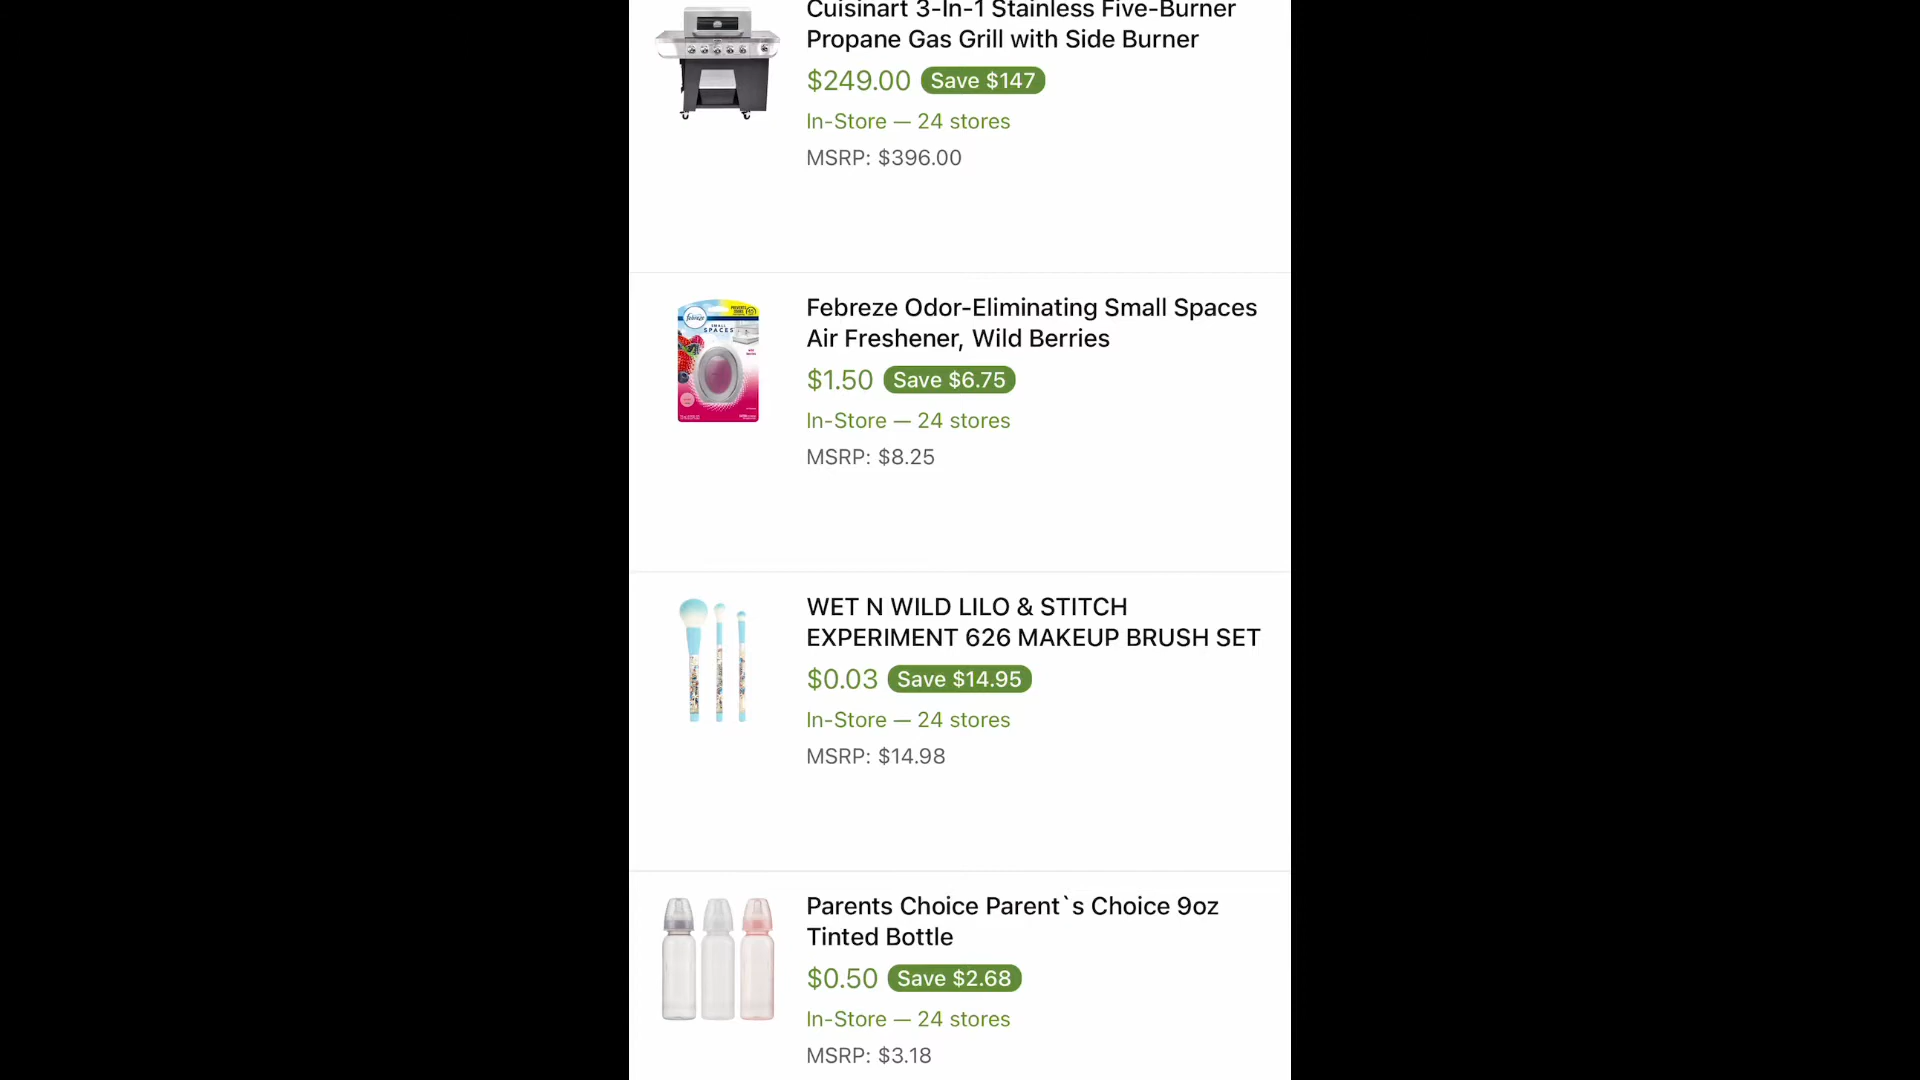 Cuisinart 3-In-1 Stainless Five-Burner
Propane Gas Grill with Side Burner
$249.00 Save $147
In-Store — 24 stores
MSRP: $396.00
febreze
SMALL
SPACES
Febreze Odor-Eliminating Small Spaces
Air Freshener, Wild Berries
$1.50 Save $6.75
In-Store — 24 stores
MSRP: $8.25
WET N WILD LILO & STITCH
EXPERIMENT 626 MAKEUP BRUSH SET
$0.03 Save $14.95
In-Store — 24 stores
MSRP: $14.98
Parents Choice Parent`s Choice 9oz
Tinted Bottle
$0.50 Save $2.68
In-Store — 24 stores
MSRP: $3.18